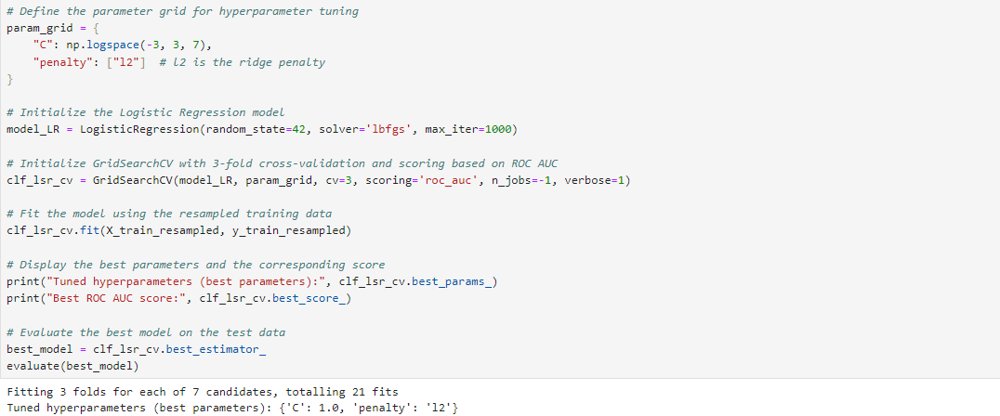 # Define the parameter grid for hyperparameter tuning
param_grid = {
    "C": np.logspace(-3, 3, 7),
    "penalty": ["l2"]  # l2 is the ridge penalty
}
# Initialize the Logistic Regression model
model_LR = LogisticRegression(random_state=42, solver='lbfgs', max_iter=1000)
# Initialize GridSearchCV with 3-fold cross-validation and scoring based on ROC AUC
clf_lsr_cv = GridSearchCV(model_LR, param_grid, cv=3, scoring='roc_auc', n_jobs=-1, verbose=1)
# Fit the model using the resampled training data
clf_lsr_cv.fit(X_train_resampled, y_train_resampled)
# Display the best parameters and the corresponding score
print("Tuned hyperparameters (best parameters):", clf_lsr_cv.best_params_)
print("Best ROC AUC score:", clf_lsr_cv.best_score_)
# Evaluate the best model on the test data
best_model = clf_lsr_cv.best_estimator_
evaluate(best_model)
Fitting 3 folds for each of 7 candidates, totalling 21 fits
Tuned hyperparameters (best parameters): {'C': 1.0, 'penalty': 'l2'}